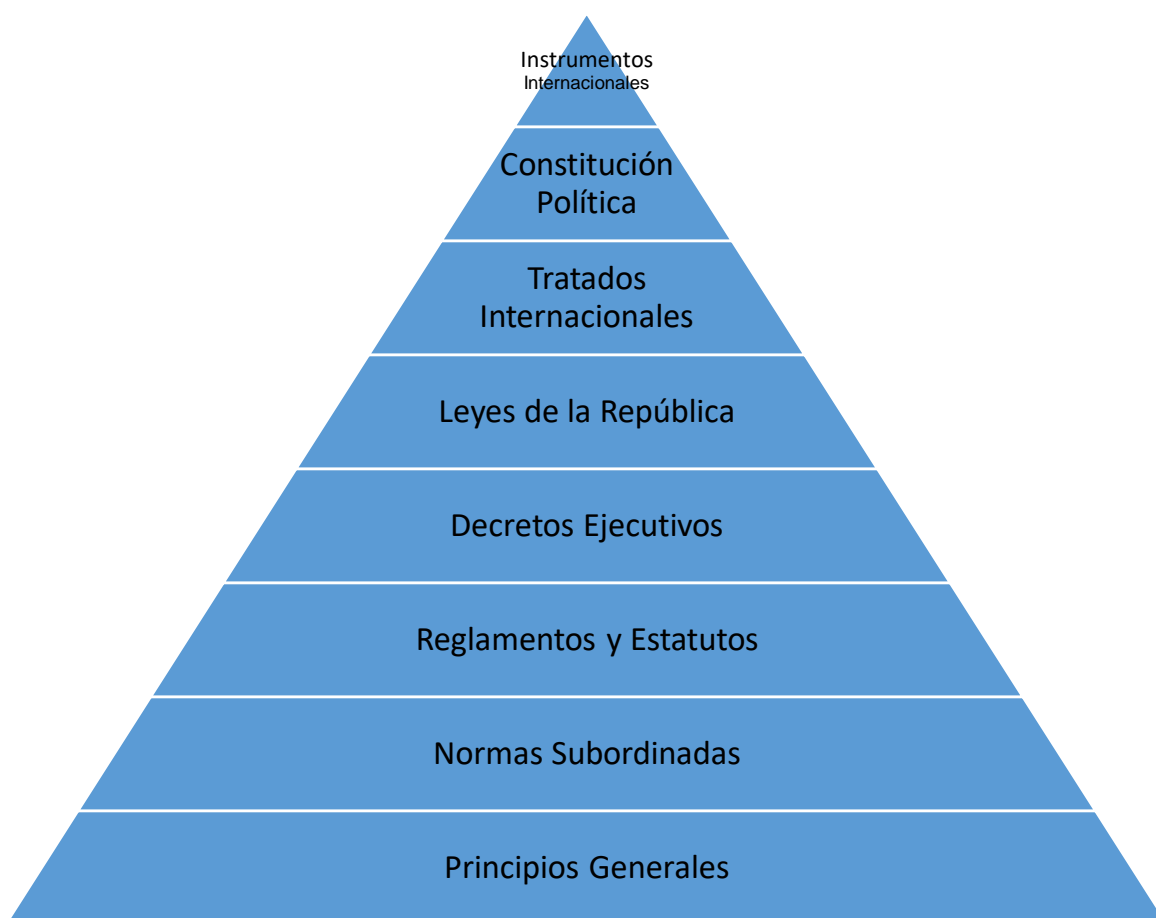 Instrumentos
Internacionales
Constitución
Política
Tratados
Internacionales
Leyes de la República
Decretos Ejecutivos
Reglamentos y Estatutos
Normas Subordinadas
Principios Generales